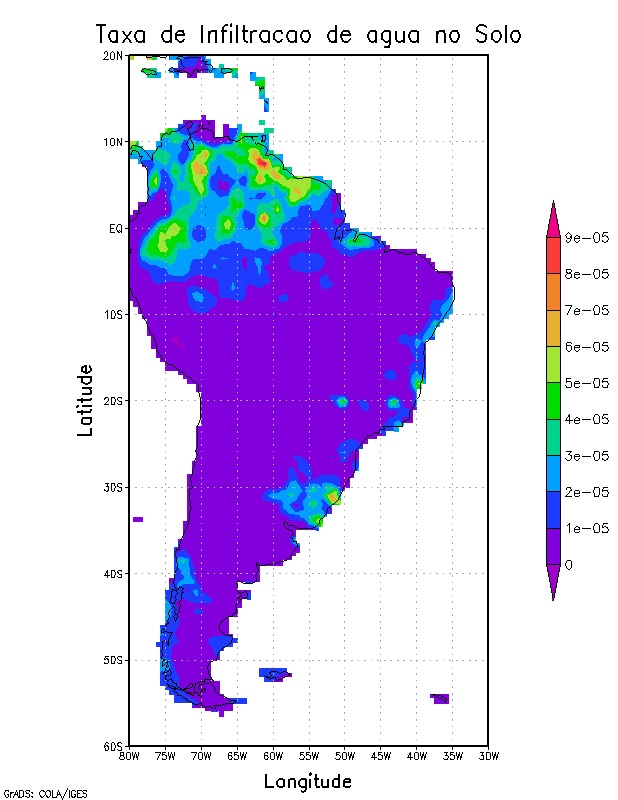 Taxa de Infiltracao de agua no Solo
20N
10N
EQ
10S
20S
30S
40S
50S
60S
Latitude
80W 75W 70W 65W 60W 55W 50W 45W 40W 35W 30W
Longitude
9e-05
8e-05
7e-05
6e-05
5e-05
4e-05
3e-05
2e-05
1e-05
0
GrADS: COLA/IGES